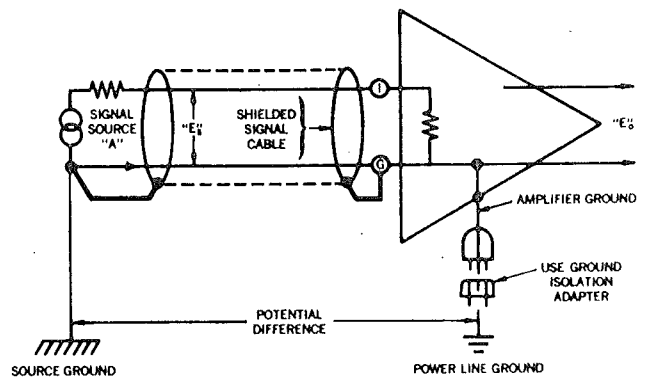 I
SIGNAL
SOURCE
"A"
"E"s
SHIELDED
SIGNAL
CABLE
"E"o
G
AMPLIFIER GROUND
USE GROUND
ISOLATION
ADAPTER
POTENTIAL
DIFFERENCE
SOURCE GROUND
POWER LINE GROUND